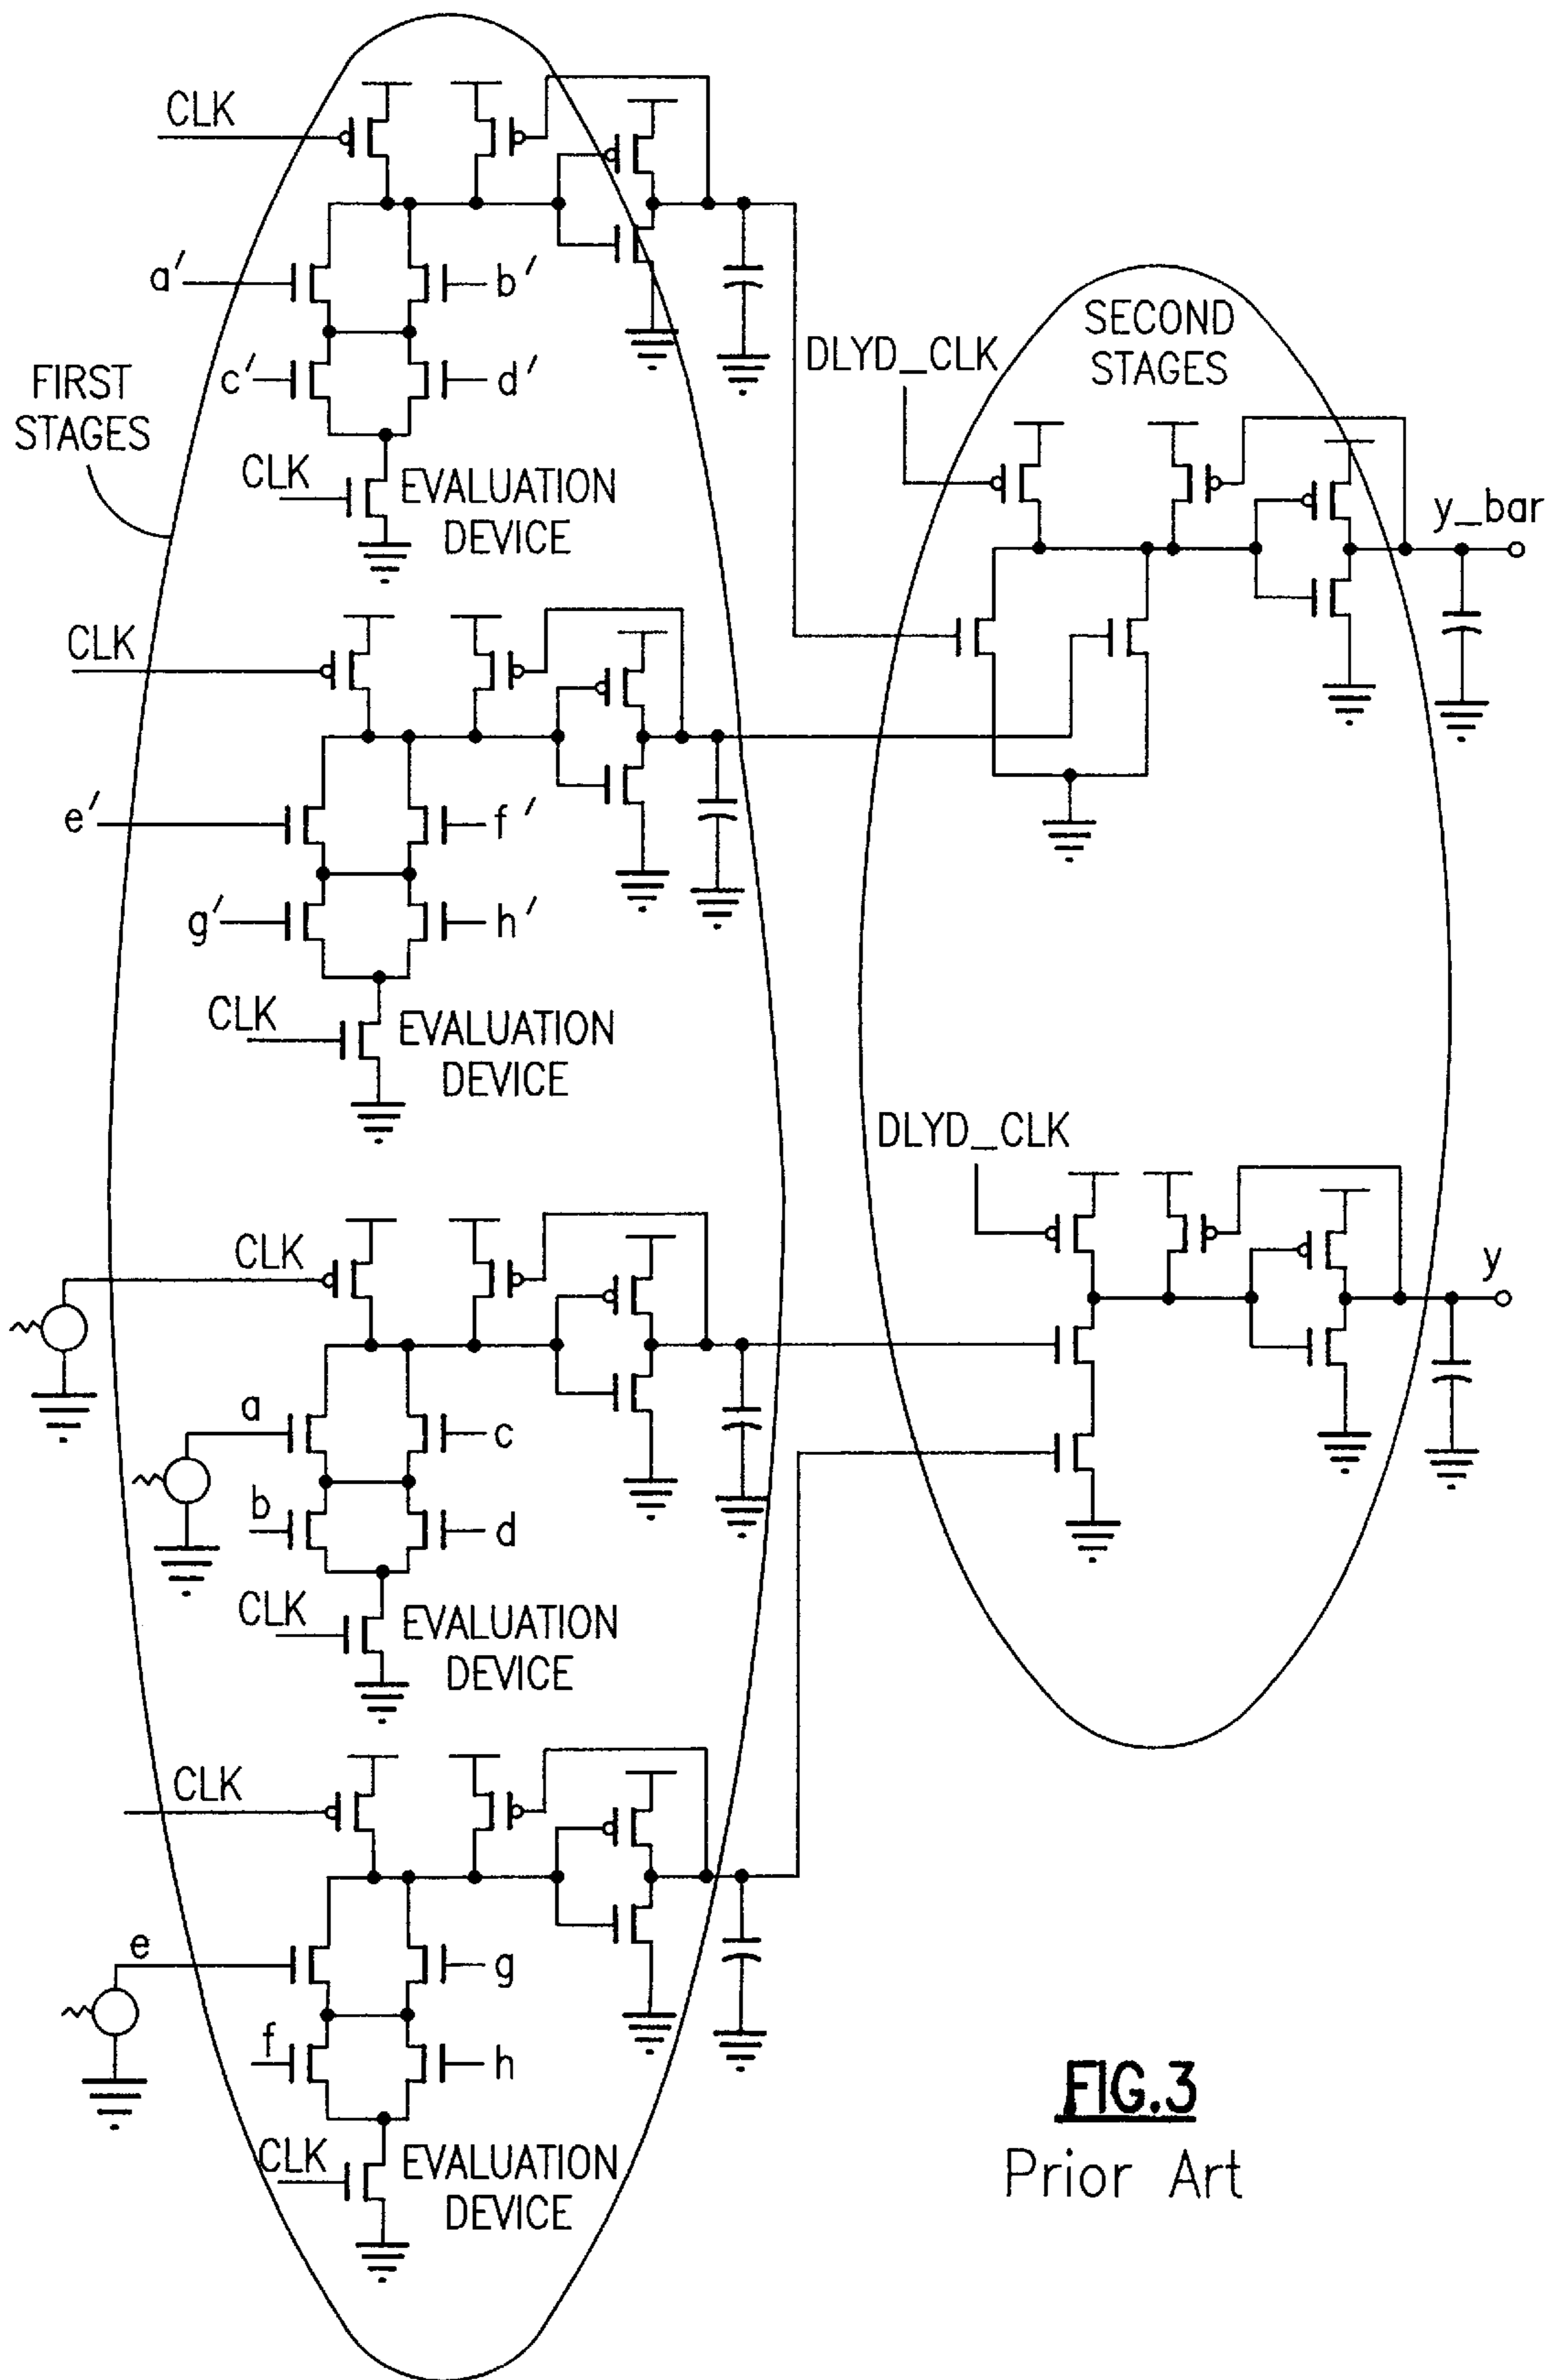 CLK
a′
b′
c′
d′
FIRST
STAGES
CLK
EVALUATION
DEVICE
SECOND
STAGES
DLYD_CLK
y_bar
CLK
e′
f′
g′
h′
CLK
EVALUATION
DEVICE
DLYD_CLK
y
CLK
a
c
b
d
CLK
EVALUATION
DEVICE
CLK
e
g
f
h
CLK
EVALUATION
DEVICE
FIG.3
Prior Art